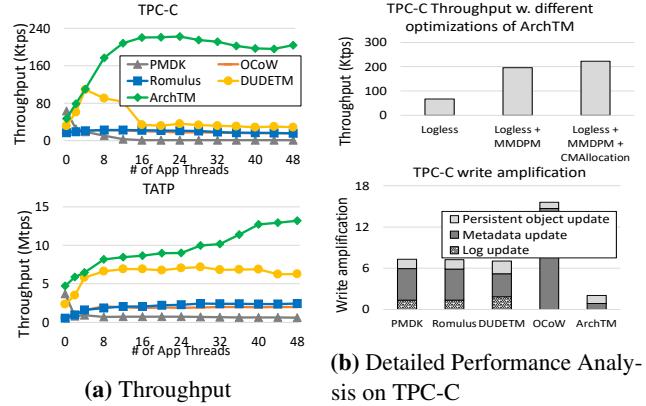 TPC-C
Throughput (Ktps)
240
160
80
0
PMDK
OCoW
Romulus
DUDETM
ArchTM
0 8 16 24 32 40 48
# of App Threads
TATP
Throughput (Mtps)
15
10
5
0
# of App Threads
0 8 16 24 32 40 48
(a) Throughput
TPC-C Throughput w. different
optimizations of ArchTM
Throughput (Ktps)
300
200
100
0
Logless
Logless +
MMDPM
Logless +
MMDPM +
CMAllocation
TPC-C write amplification
Write amplification
18
12
6
0
Persistent object update
Metadata update
Log update
PMDK Romulus DUDETM OCoW ArchTM
(b) Detailed Performance Analy-
sis on TPC-C